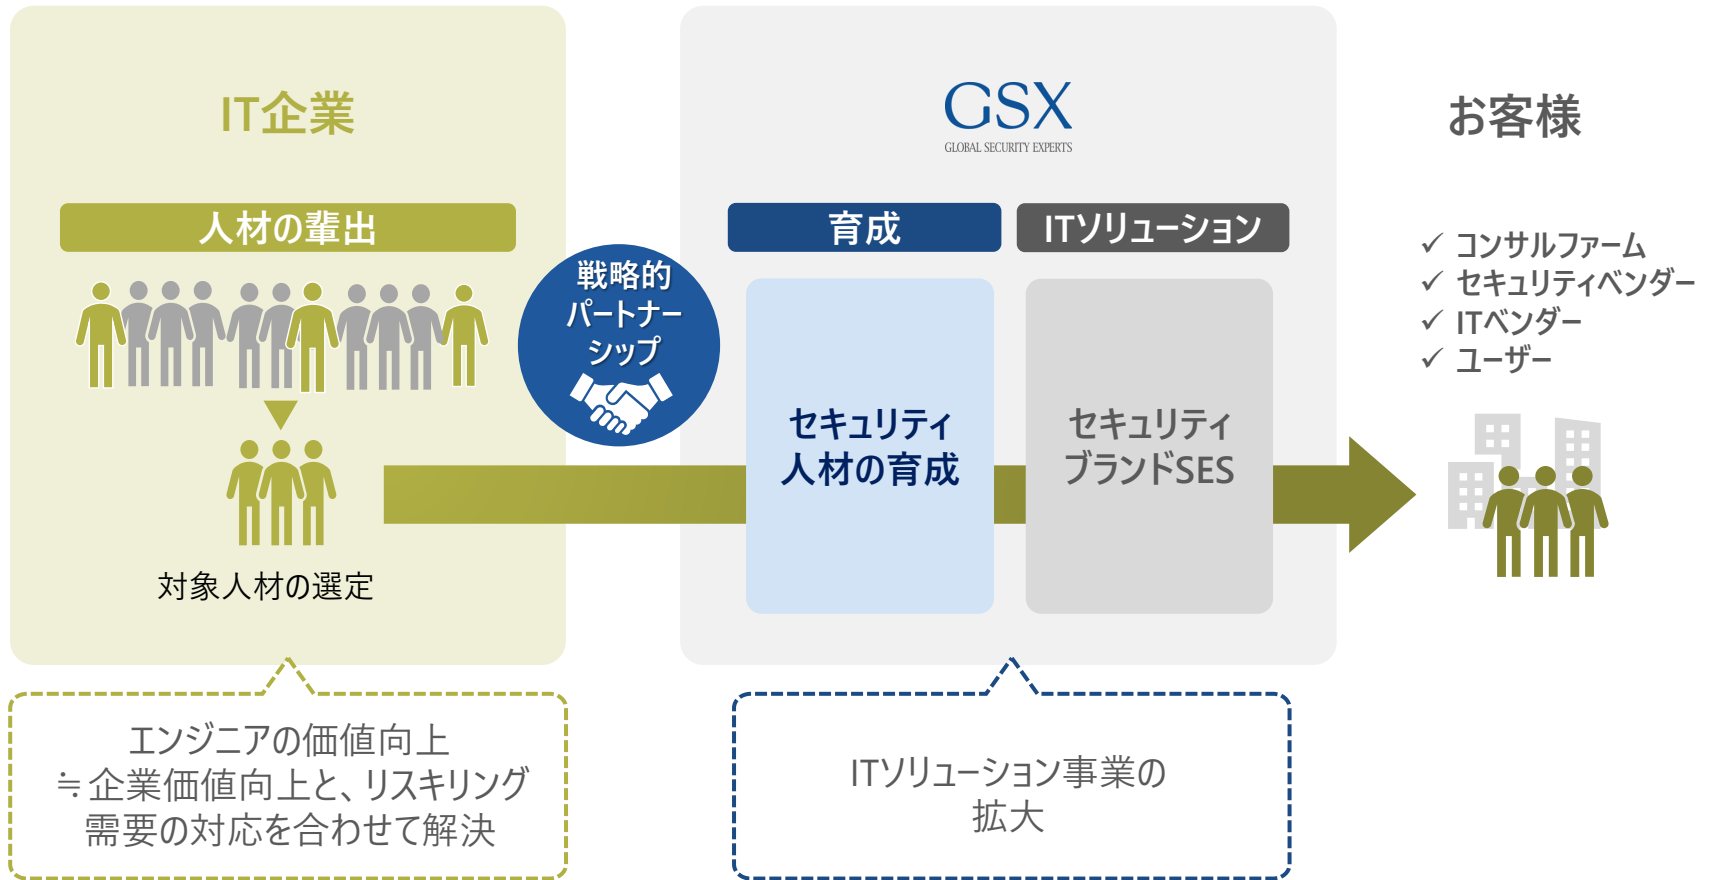 IT企業
人材の輩出
対象人材の選定
戦略的
パートナー
シップ
GSX
GLOBAL SECURITY EXPERTS
育成
ITソリューション
セキュリティ
人材の育成
セキュリティ
ブランドSES
お客様
✓ コンサルファーム
✓ セキュリティベンダー
✓ ITベンダー
✓ ユーザー
エンジニアの価値向上
≒企業価値向上と、リスキリング
需要の対応を合わせて解決
ITソリューション事業の
拡大